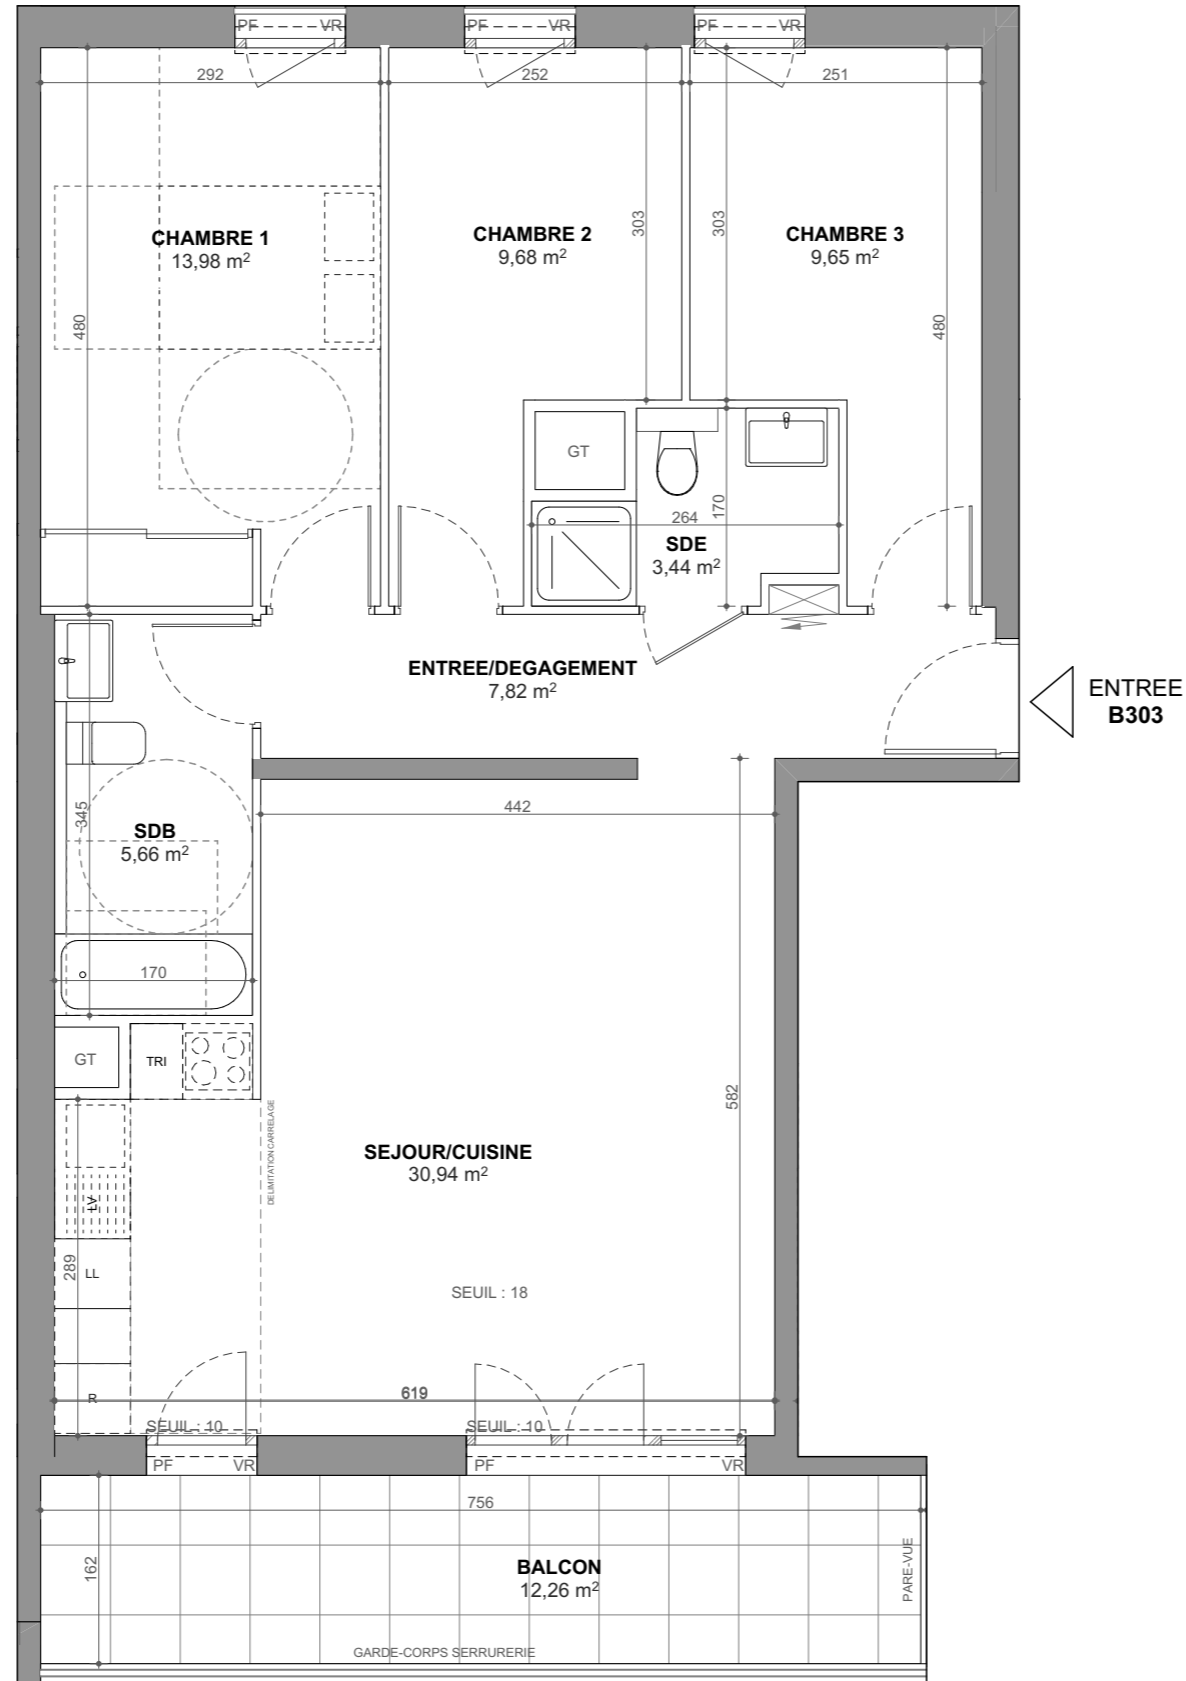 PF VR
PF VR
PF VR
292
252
251
CHAMBRE 1
13,98 m²
CHAMBRE 2
9,68 m²
CHAMBRE 3
9,65 m²
303
303
480
480
GT
170
264
SDE
3,44 m²
ENTREE/DEGAGEMENT
7,82 m²
ENTREE
B303
442
345
SDB
5,66 m²
170
GT
TRI
DELIMITATION CARRELAGE
582
SEJOUR/CUISINE
30,94 m²
LV
289
LL
SEUIL : 18
R
619
SEUIL : 10
SEUIL : 10
PF VR
PF VR
756
162
BALCON
12,26 m²
PARE-VUE
GARDE-CORPS SERRURERIE